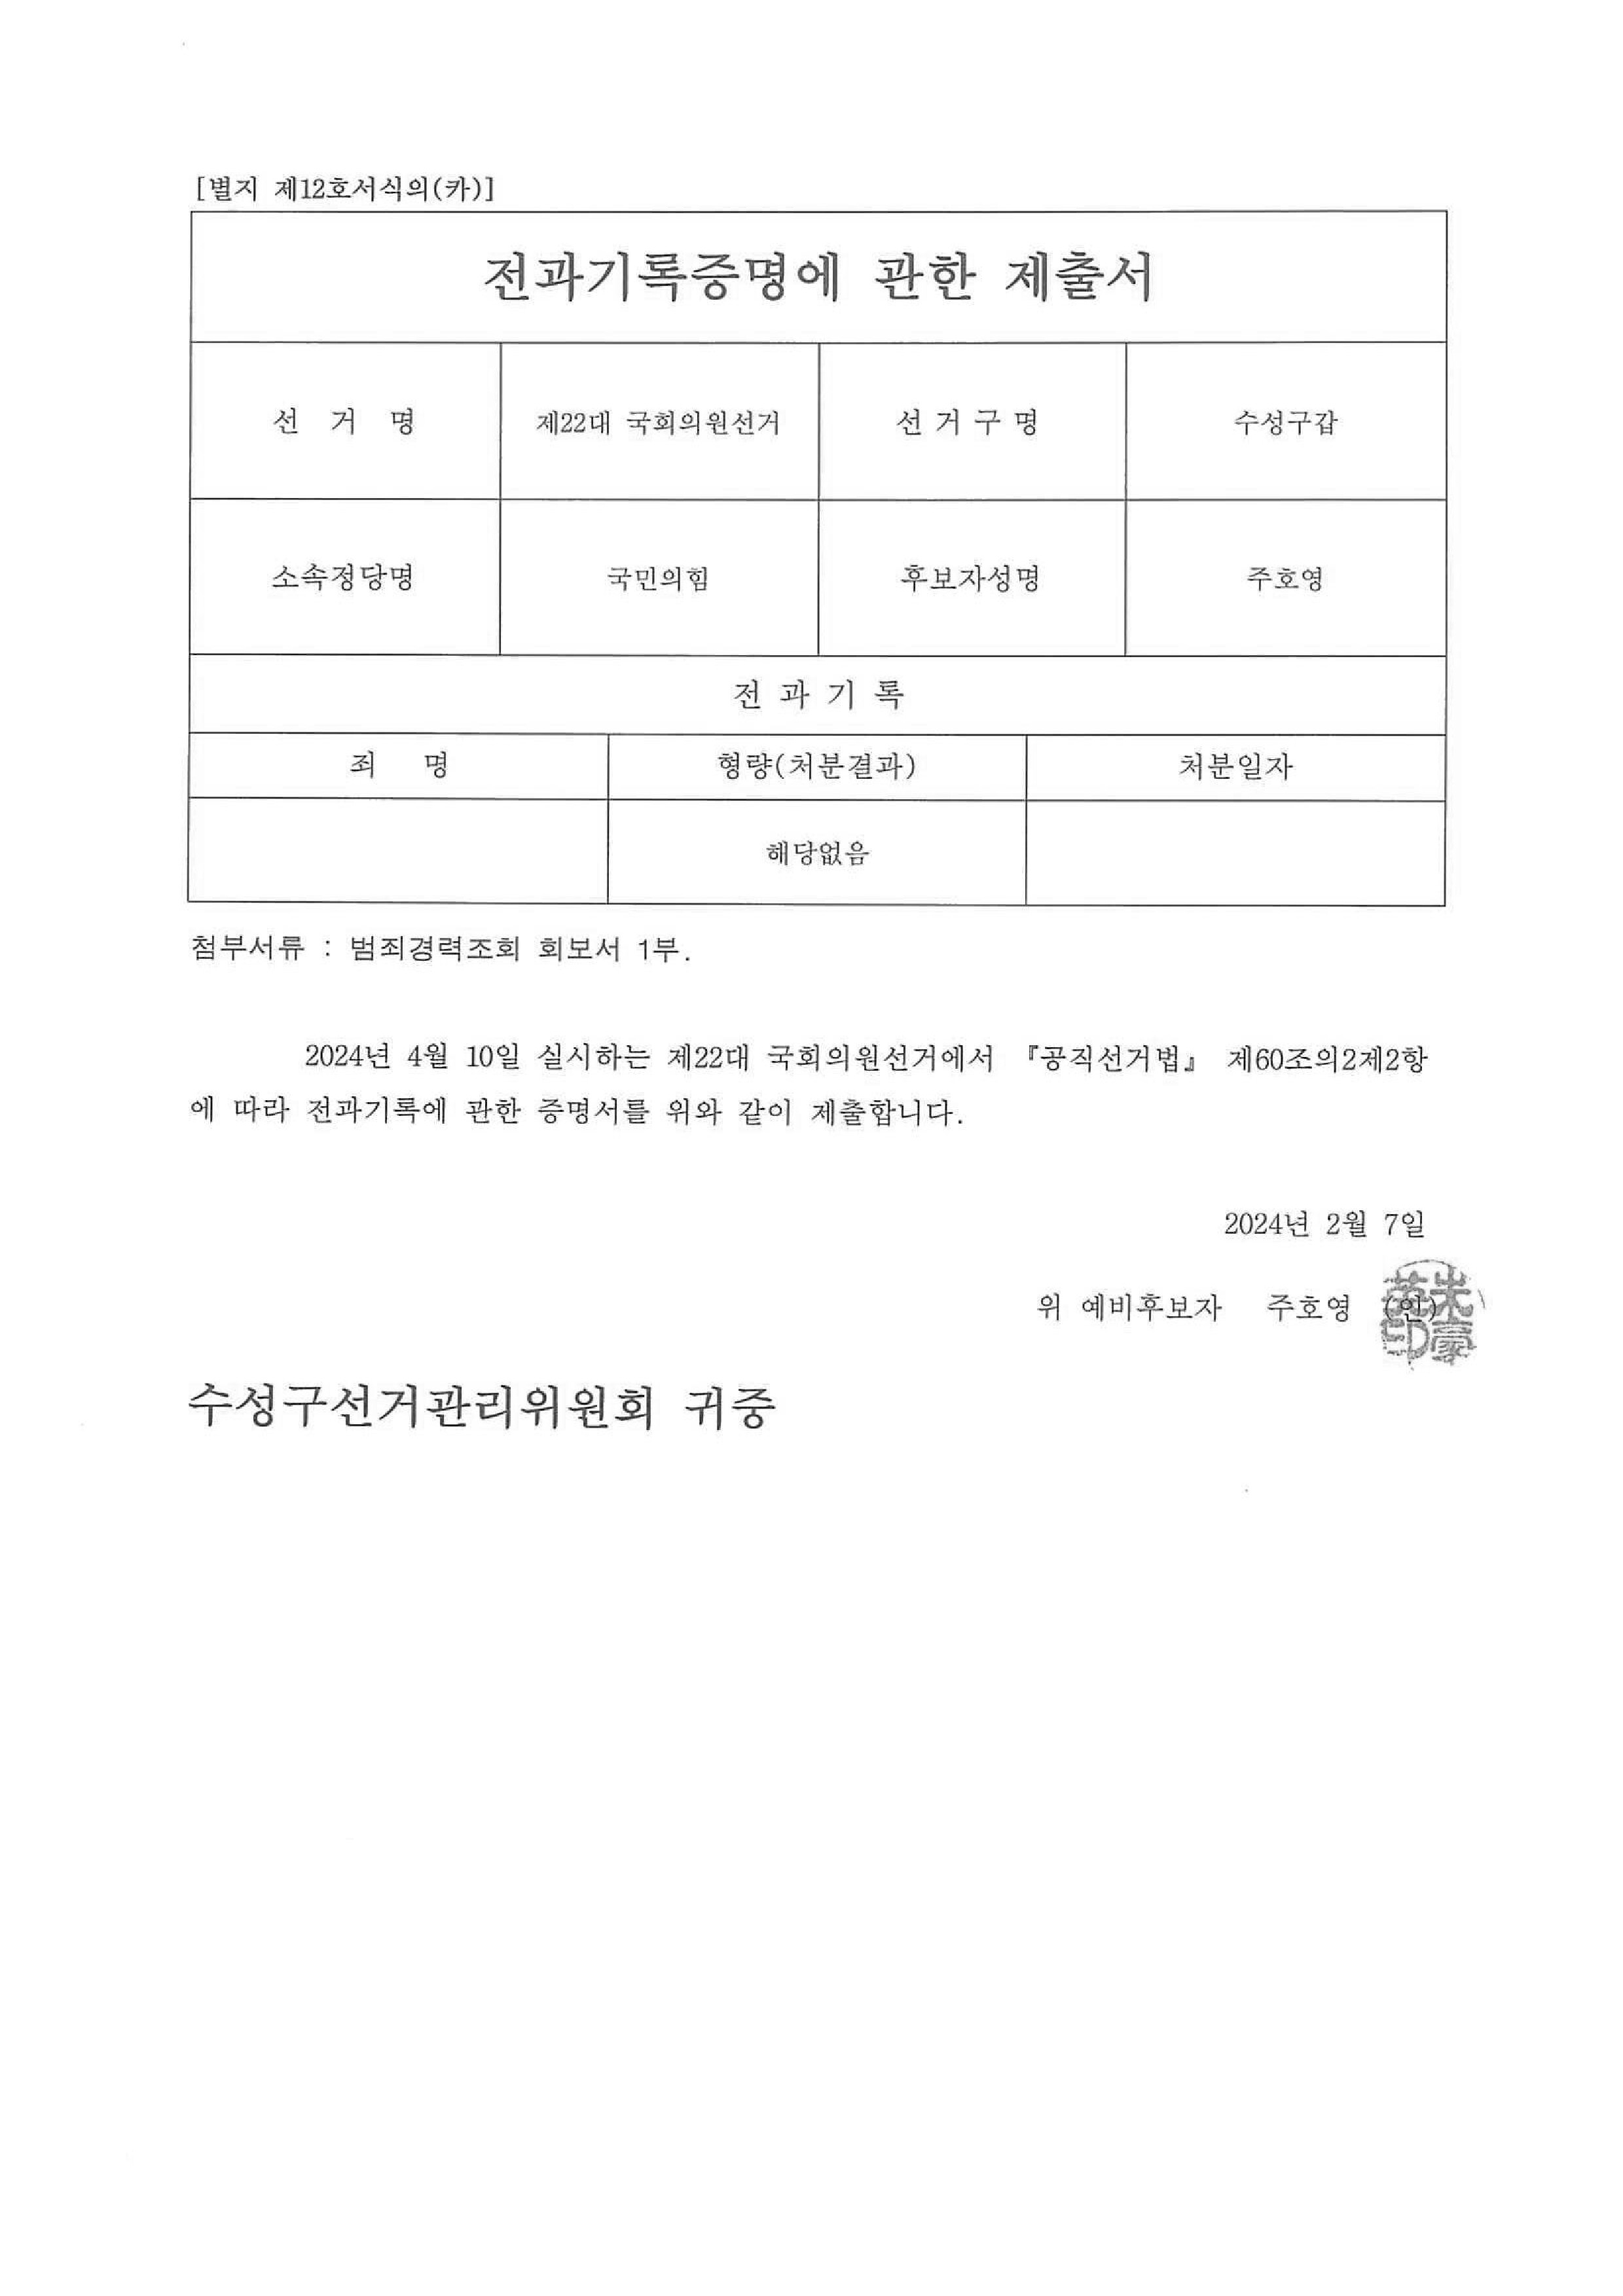 [별지 제12호서식의(카)]
전과기록증명에 관한 제출서
선 거 명 제22대 국회의원선거 선 거 구 명 수성구갑
소속정당명 국민의힘 후보자성명 주호영
전 과 기 록
죄 명 형량(처분결과) 처분일자
해당없음
첨부서류 : 범죄경력조회 회보서 1부.
2024년 4월 10일 실시하는 제22대 국회의원선거에서 『공직선거법』 제60조의2제2항
에 따라 전과기록에 관한 증명서를 위와 같이 제출합니다.
2024년 2월 7일
위 예비후보자 주호영 (인)
수성구선거관리위원회 귀중